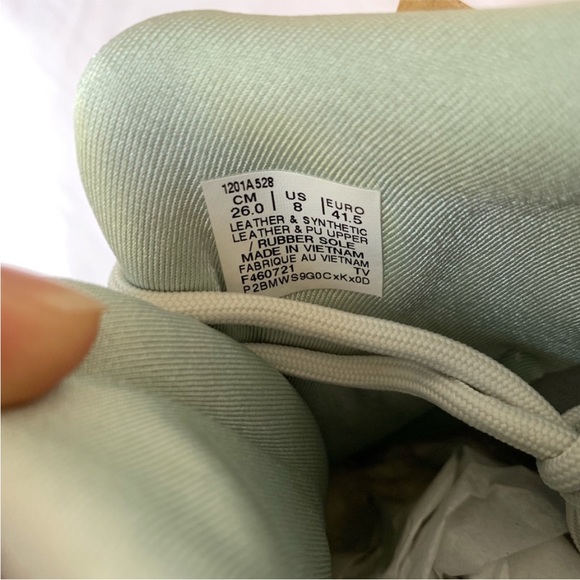 1201A528
CM | US | EURO
26.0 | 8 | 41.5
LEATHER & SYNTHETIC
LEATHER & PU UPPER
/ RUBBER SOLE
MADE IN VIETNAM
FABRIQUE AU VIETNAM
F460721 TV
P2BMWS9G0CxKx0D